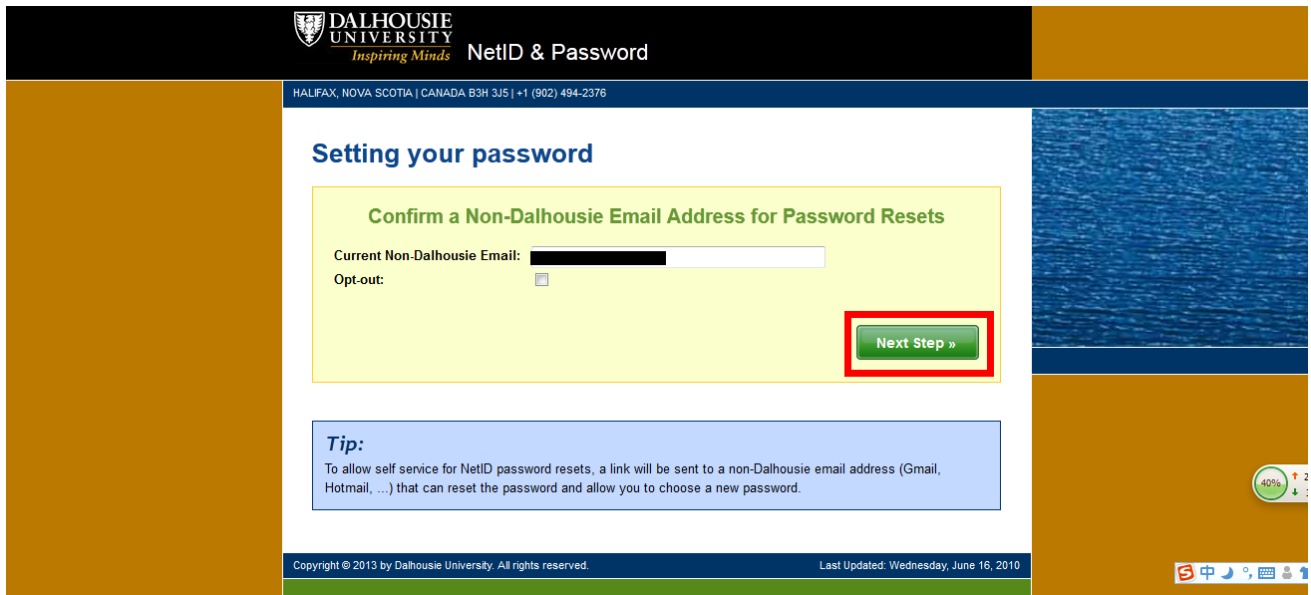 DALHOUSIE
UNIVERSITY
Inspiring Minds
NetID & Password
HALIFAX, NOVA SCOTIA | CANADA B3H 3J5 | +1 (902) 494-2376
Setting your password
Confirm a Non-Dalhousie Email Address for Password Resets
Current Non-Dalhousie Email:
Opt-out:
Next Step »
Tip:
To allow self service for NetID password resets, a link will be sent to a non-Dalhousie email address (Gmail,
Hotmail, ...) that can reset the password and allow you to choose a new password.
40%
Copyright © 2013 by Dalhousie University. All rights reserved. Last Updated: Wednesday, June 16, 2010
中